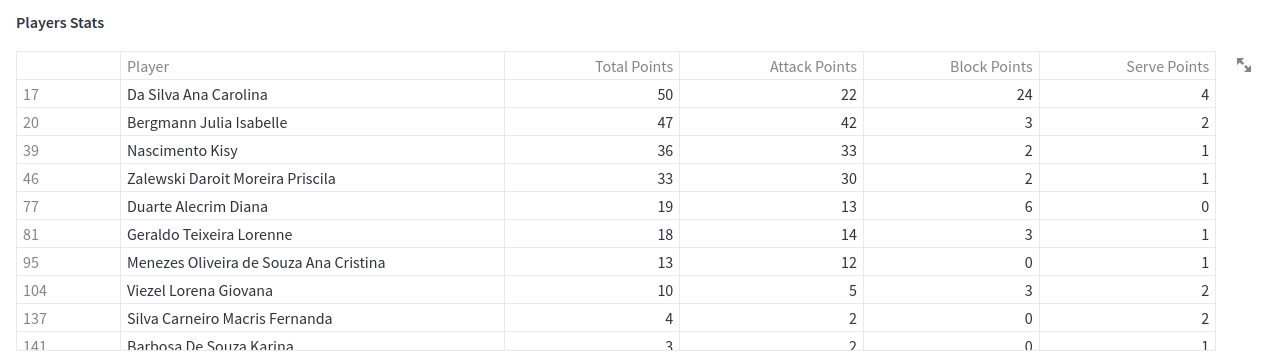 Players Stats
Player Total Points Attack Points Block Points Serve Points
17 Da Silva Ana Carolina 50 22 24 4
20 Bergmann Julia Isabelle 47 42 3 2
39 Nascimento Kisy 36 33 2 1
46 Zalewski Daroit Moreira Priscila 33 30 2 1
77 Duarte Alecrim Diana 19 13 6 0
81 Geraldo Teixeira Lorenne 18 14 3 1
95 Menezes Oliveira de Souza Ana Cristina 13 12 0 1
104 Viezel Lorena Giovana 10 5 3 2
137 Silva Carneiro Macris Fernanda 4 2 0 2
141 Barbosa De Souza Karina 3 2 0 1